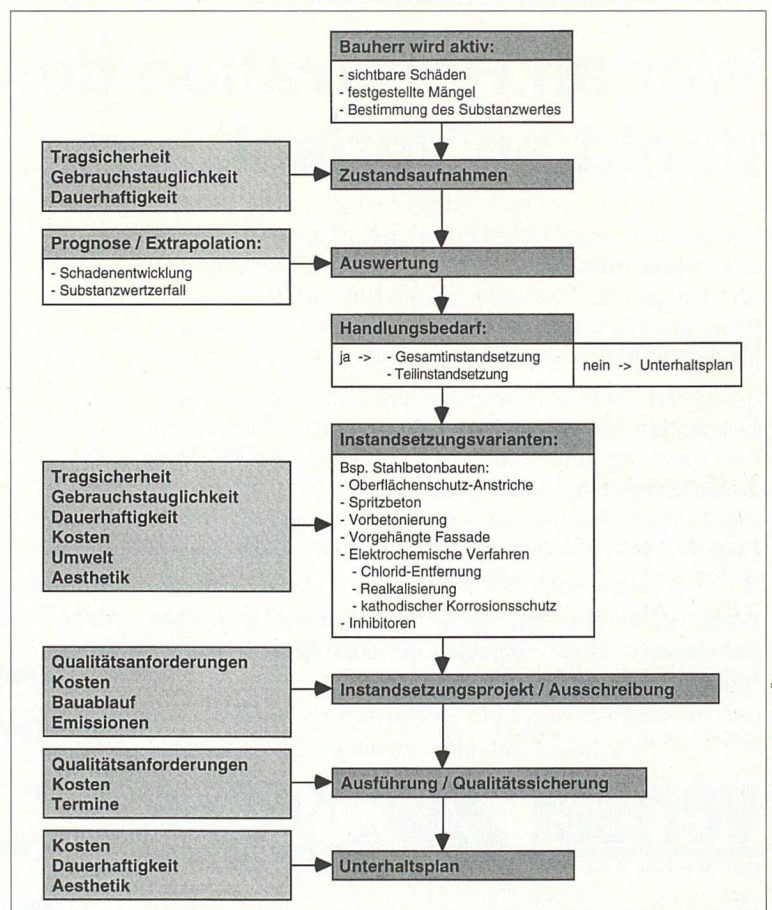 Bauherr wird aktiv:
- sichtbare Schäden
- festgestellte Mängel
- Bestimmung des Substanzwertes
Tragsicherheit
Gebrauchstauglichkeit
Dauerhaftigkeit
Zustandsaufnahmen
Prognose / Extrapolation:
- Schadenentwicklung
- Substanzwertzerfall
Auswertung
Handlungsbedarf:
ja -> - Gesamtinstandsetzung
- Teilinstandsetzung
nein -> Unterhaltsplan
Instandsetzungsvarianten:
Bsp. Stahlbetonbauten:
- Oberflächenschutz-Anstriche
- Spritzbeton
- Vorbetonierung
- Vorgehängte Fassade
- Elektrochemische Verfahren
- Chlorid-Entfernung
- Realkalisierung
- kathodischer Korrosionsschutz
- Inhibitoren
Tragsicherheit
Gebrauchstauglichkeit
Dauerhaftigkeit
Kosten
Umwelt
Aesthetik
Qualitätsanforderungen
Kosten
Bauablauf
Emissionen
Instandsetzungsprojekt / Ausschreibung
Qualitätsanforderungen
Kosten
Termine
Ausführung / Qualitätssicherung
Kosten
Dauerhaftigkeit
Aesthetik
Unterhaltsplan